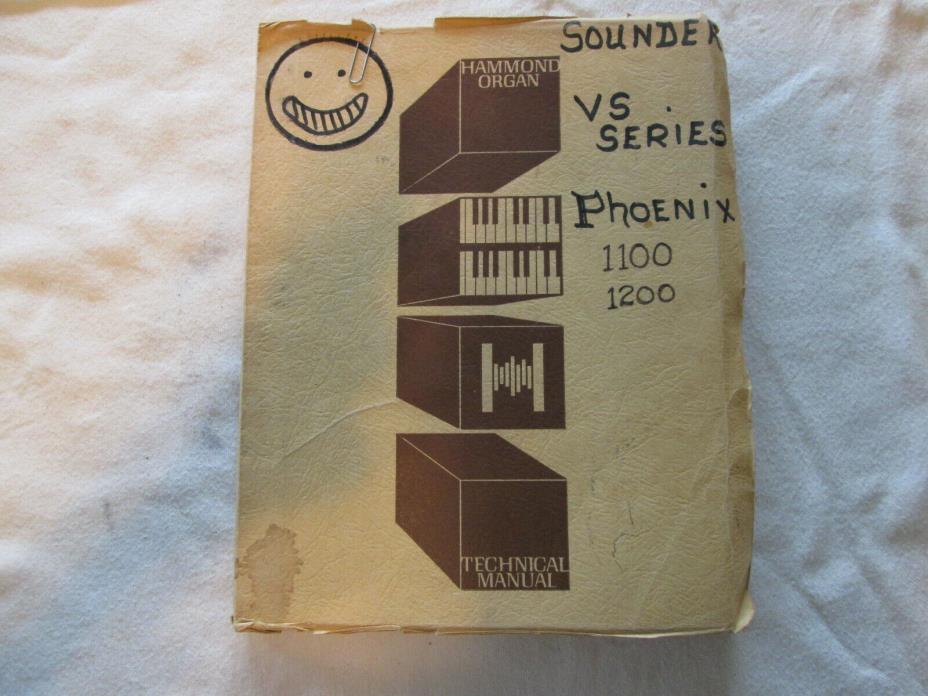 SOUNDER
HAMMOND
ORGAN
VS
SERIES
PhOENiX
1100
1200
TECHNICAL
MANUAL